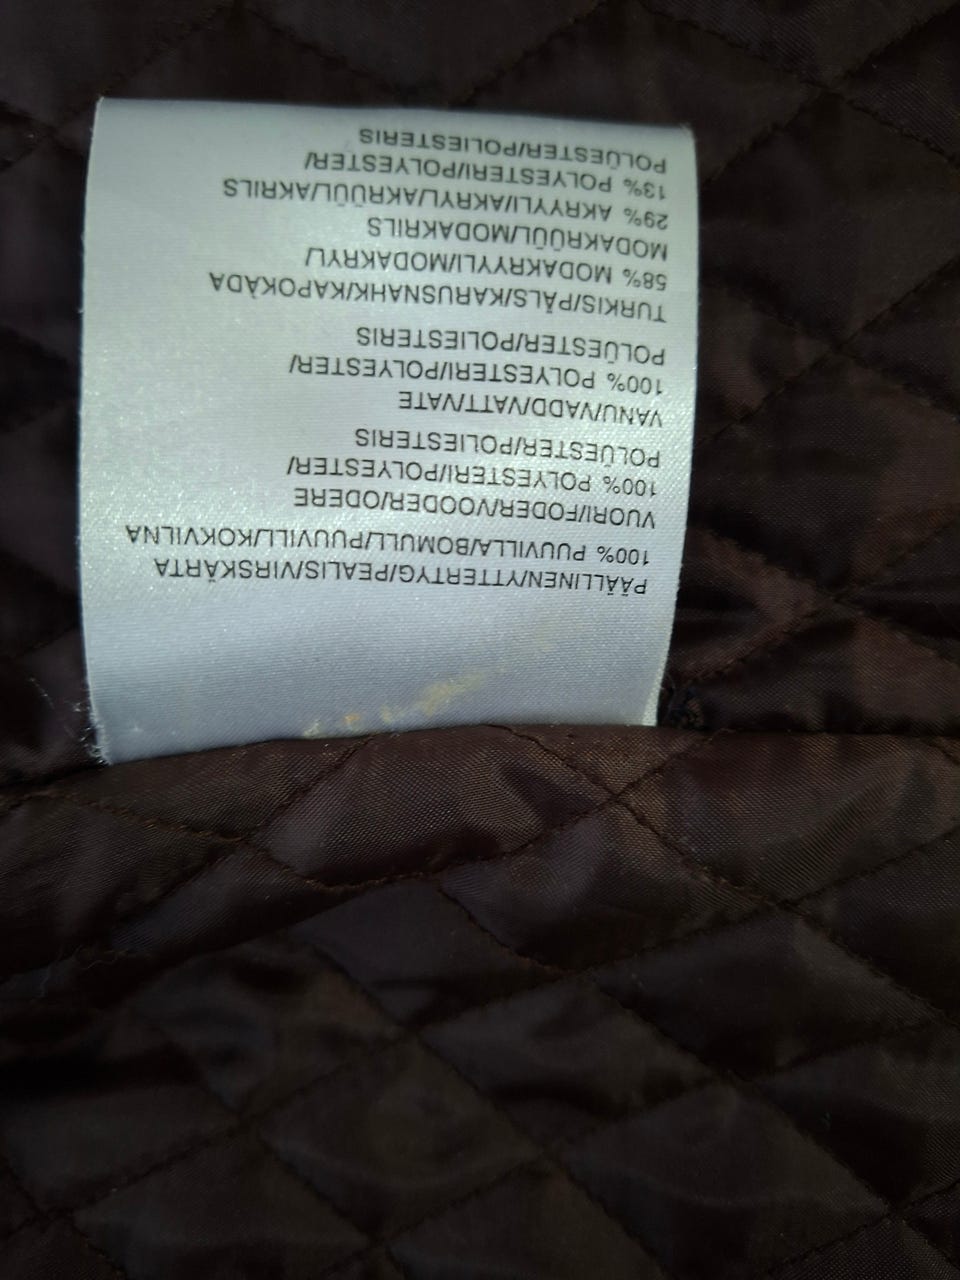 PÄÄLLINEN/YTTERTYG/PEALIS/VIRSKÄRTA
100% PUUVILLA/BOMULL/PUUVILL/KOKVILNA
VUORI/FODER/VOODER/ODERE
100% POLYESTERI/POLYESTER/
POLÜESTER/POLIESTERIS
VANU/VADD/VATT/VATE
100% POLYESTERI/POLYESTER/
POLÜESTER/POLIESTERIS
TURKIS/PÄLS/KARUSNAHK/KAPOKÀDA
58% MODAKRYYLI/MODAKRYL/
MODAKRÜÜL/MODAKRILS
29% AKRYYLI/AKRYL/AKRÜÜL/AKRILS
13% POLYESTERI/POLYESTER/
POLÜESTER/POLIESTERIS